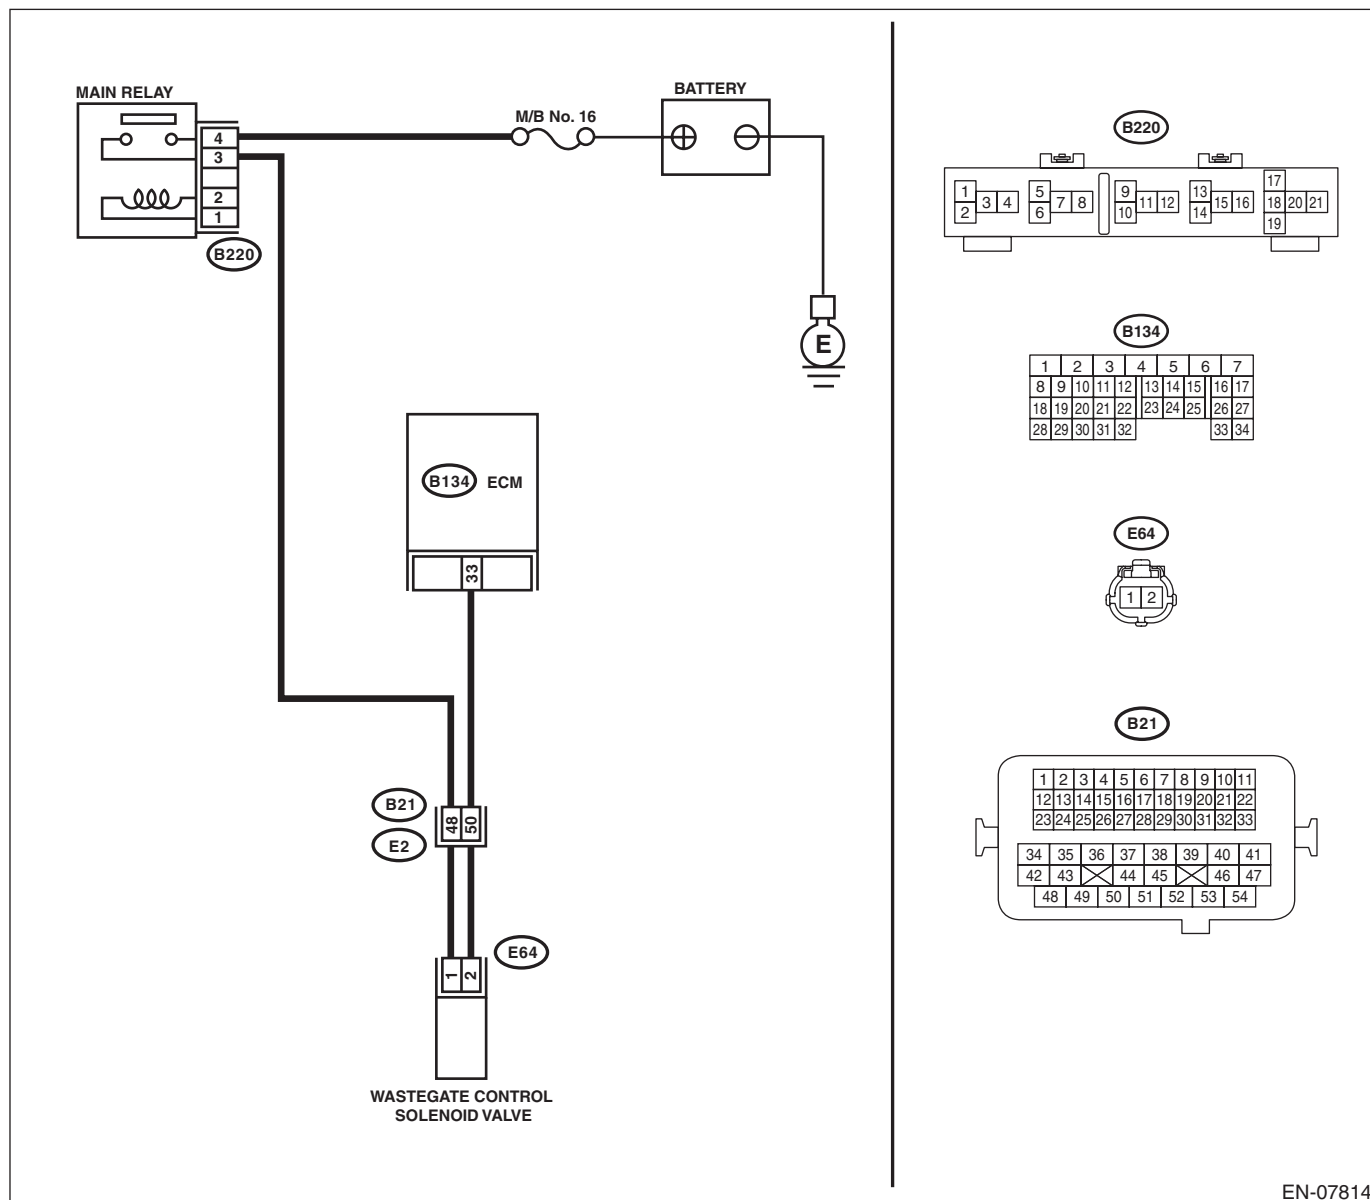 MAIN RELAY
M/B No. 16
BATTERY
4
3
2
1
B220
E
B134 ECM
33
B21
E2
48 50
E64
1 2
WASTEGATE CONTROL
SOLENOID VALVE
B220
1 2 3 4 5 6 7 8 9 10 11 12 13 14 15 16 17 18 19 20 21
B134
1 2 3 4 5 6 7
8 9 10 11 12 13 14 15 16 17
18 19 20 21 22 23 24 25 26 27
28 29 30 31 32 33 34
E64
1 2
B21
1 2 3 4 5 6 7 8 9 10 11
12 13 14 15 16 17 18 19 20 21 22
23 24 25 26 27 28 29 30 31 32 33
34 35 36 37 38 39 40 41
42 43 44 45 46 47
48 49 50 51 52 53 54
EN-07814